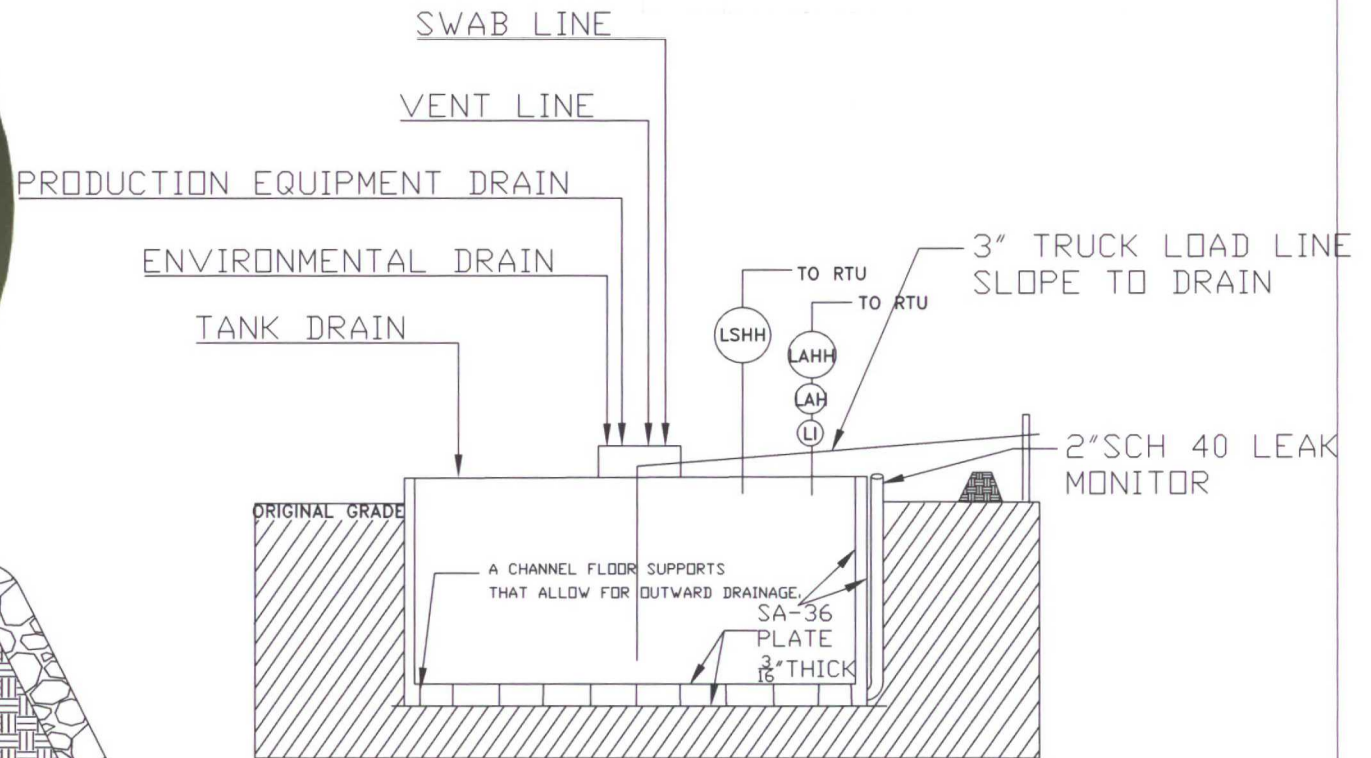 SWAB LINE
VENT LINE
PRODUCTION EQUIPMENT DRAIN
ENVIRONMENTAL DRAIN
TANK DRAIN
3" TRUCK LOAD LINE
SLOPE TO DRAIN
TO RTU
TO RTU
LSHH
LAHH
LAH
LI
2"SCH 40 LEAK
MONITOR
ORIGINAL GRADE
A CHANNEL FLOOR SUPPORTS
THAT ALLOW FOR OUTWARD DRAINAGE.
SA-36
PLATE
3/16" THICK